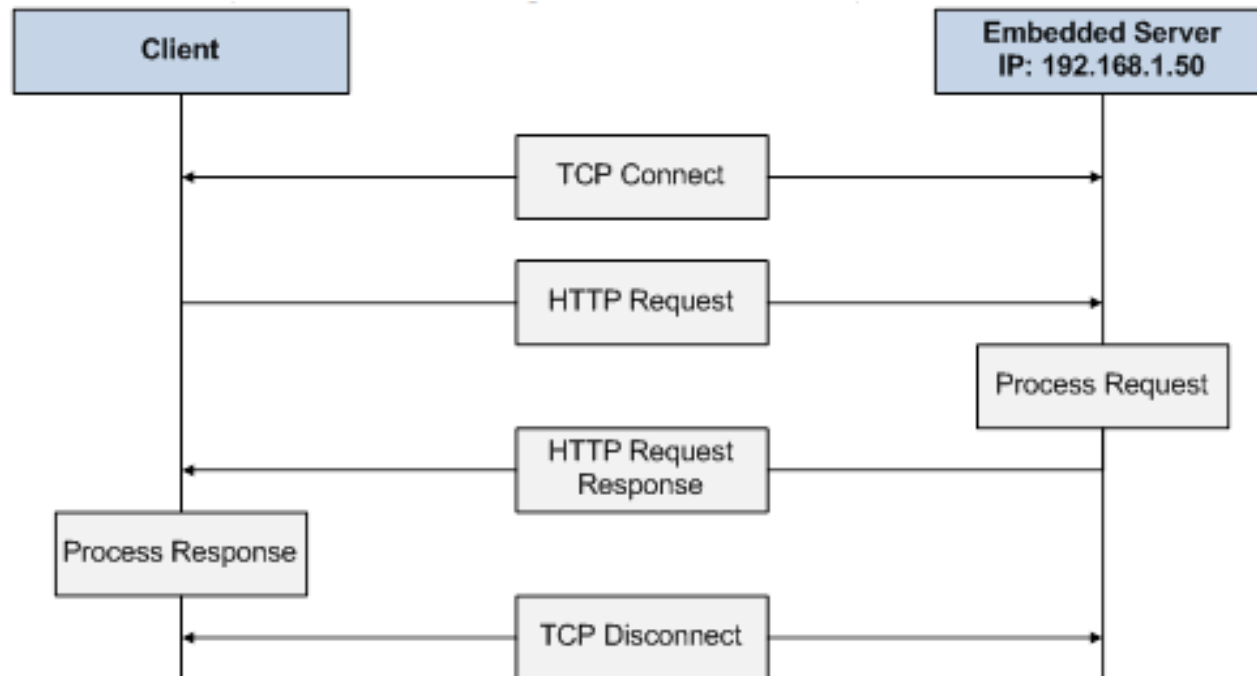 Client
Embedded Server
IP: 192.168.1.50
TCP Connect
HTTP Request
Process Request
HTTP Request
Response
Process Response
TCP Disconnect